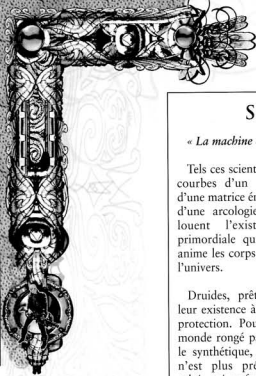 S
« La machine
Tels ces scient
courbes d'un
d'une matrice ér
d'une arcologie
louent l'exist
primordiale qu
anime les corps
l'univers.
Druides, prêt
leur existence à
protection. Pou
monde rongé p
le synthétique,
n'est plus pré